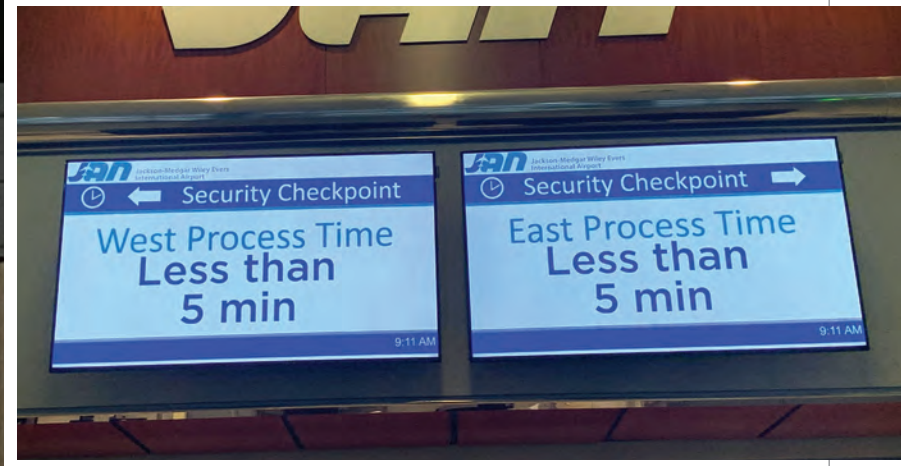 JAN
JAN Jackson-Medgar Wiley Evers
International Airport
Security Checkpoint
West Process Time
Less than
5 min
9:11 AM
JAN Jackson-Medgar Wiley Evers
International Airport
Security Checkpoint
East Process Time
Less than
5 min
9:11 AM